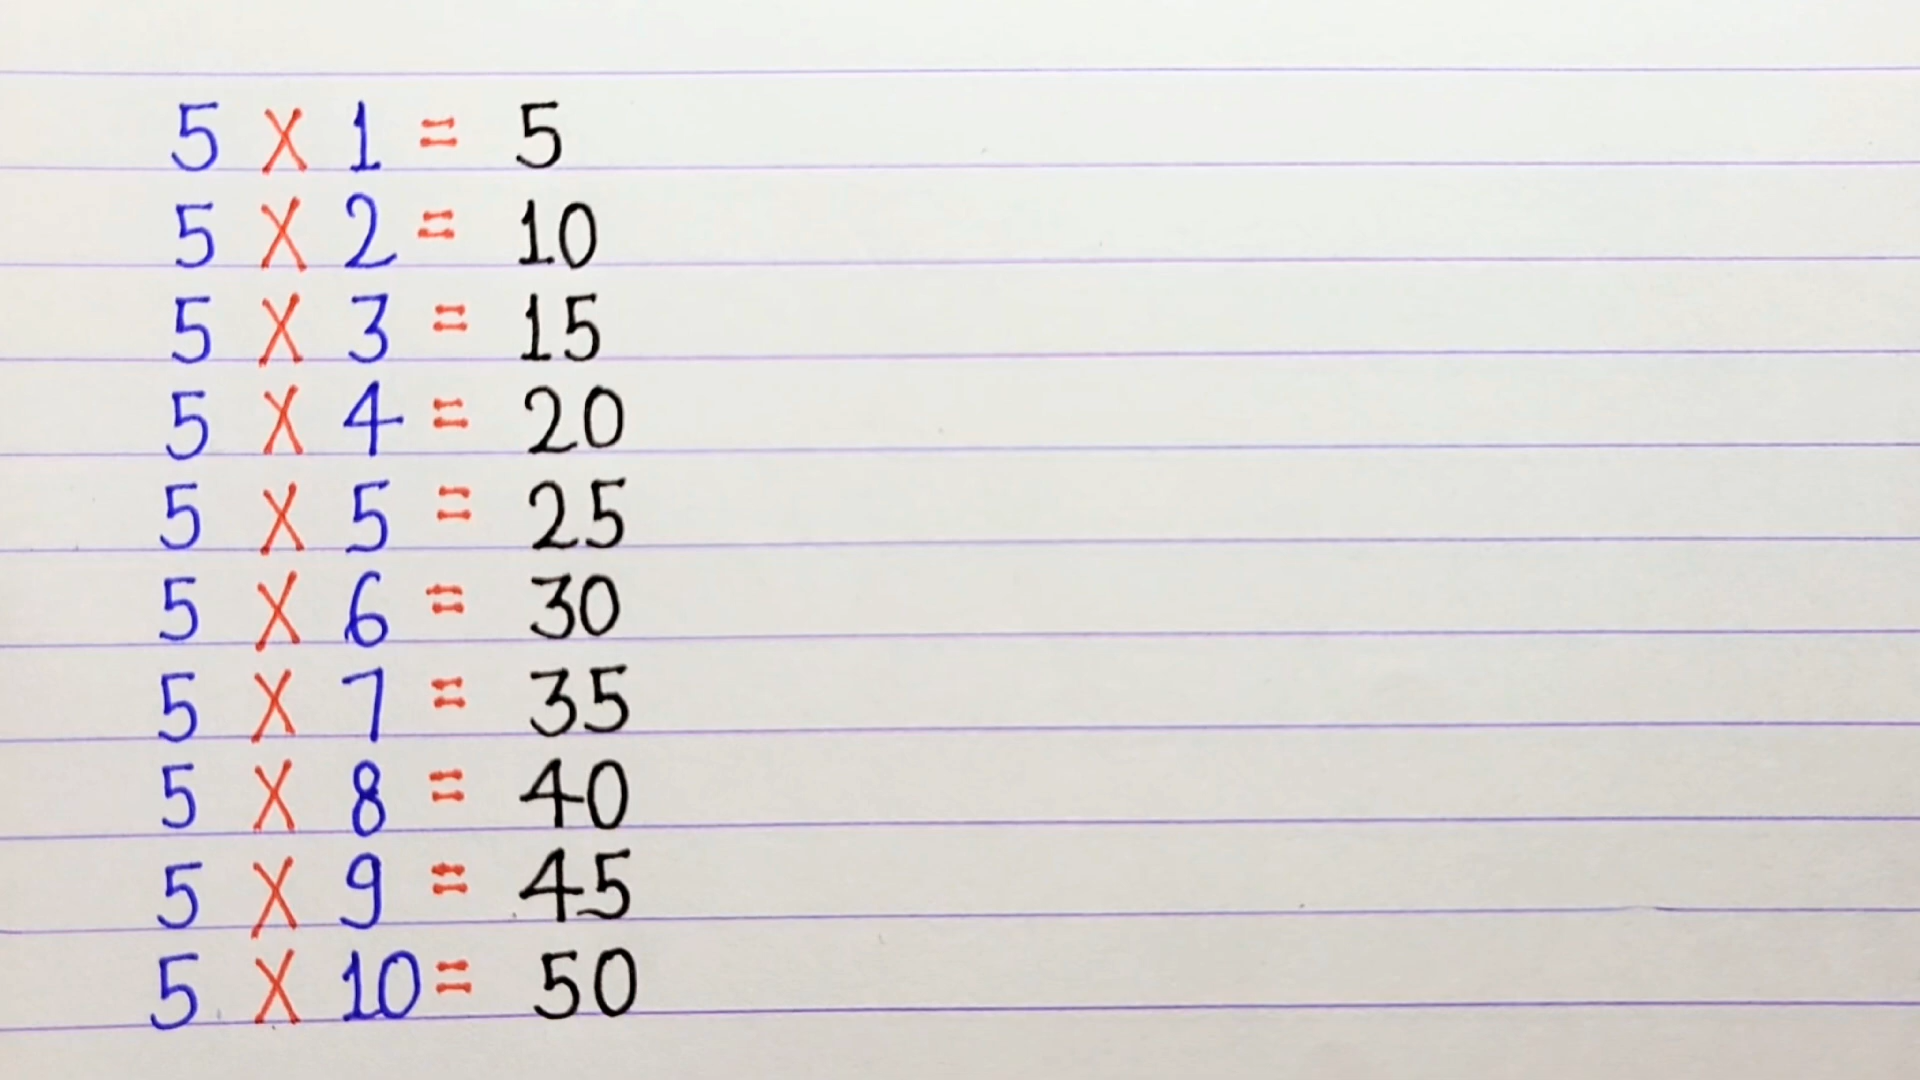 5 X 1 = 5
5 X 2 = 10
5 X 3 = 15
5 X 4 = 20
5 X 5 = 25
5 X 6 = 30
5 X 7 = 35
5 X 8 = 40
5 X 9 = 45
5 X 10 = 50